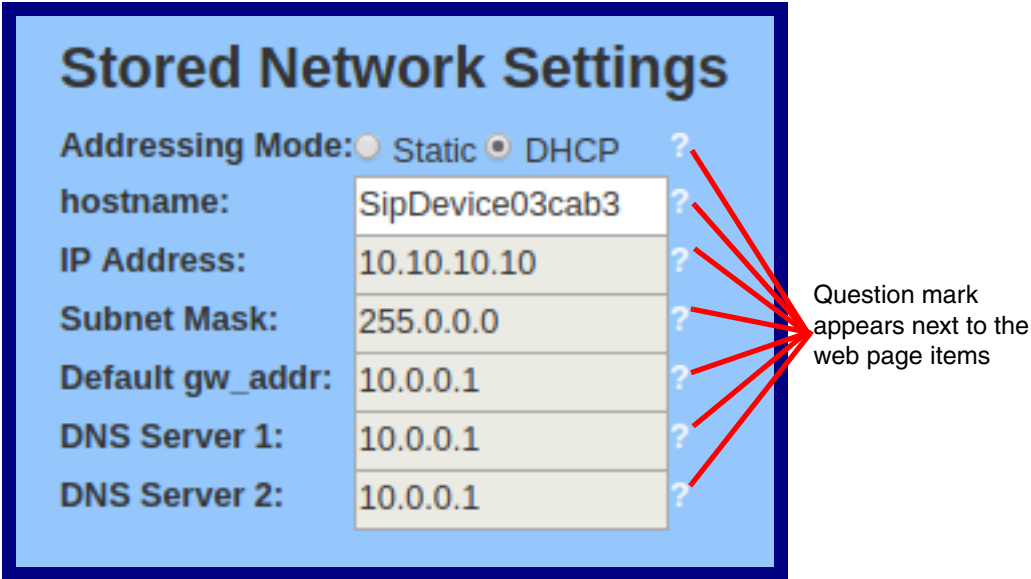 Stored Network Settings
Addressing Mode: Static DHCP ?
hostname: SipDevice03cab3 ?
IP Address: 10.10.10.10 ?
Subnet Mask: 255.0.0.0 ?
Default gw_addr: 10.0.0.1 ?
DNS Server 1: 10.0.0.1 ?
DNS Server 2: 10.0.0.1 ?
Question mark
appears next to the
web page items